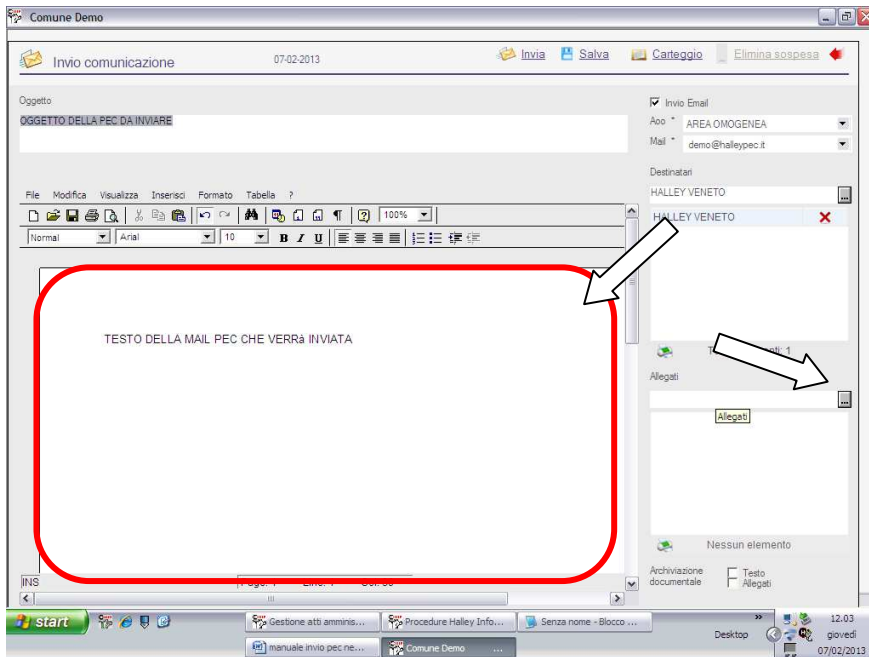 Comune Demo
Invio comunicazione
07-02-2013
Invia
Salva
Carteggio
Elimina sospesa
Oggetto
OGGETTO DELLA PEC DA INVIARE
Invio Email
Aoo * AREA OMOGENEA
Mail * demo@halleypec.it
Destinatari
HALLEY VENETO
...
HALLEY VENETO
File Modifica Visualizza Inserisci Formato Tabella ?
100%
Normal Arial 10 B I U
TESTO DELLA MAIL PEC CHE VERRà INVIATA
Allegati
...
Allegati
Nessun elemento
Archiviazione documentale
Testo
Allegati
INS
start
Gestione atti amminis...
Procedure Halley Info...
Senza nome - Blocco ...
manuale invio pec ne...
Comune Demo ...
Desktop
»
12.03
giovedì
07/02/2013